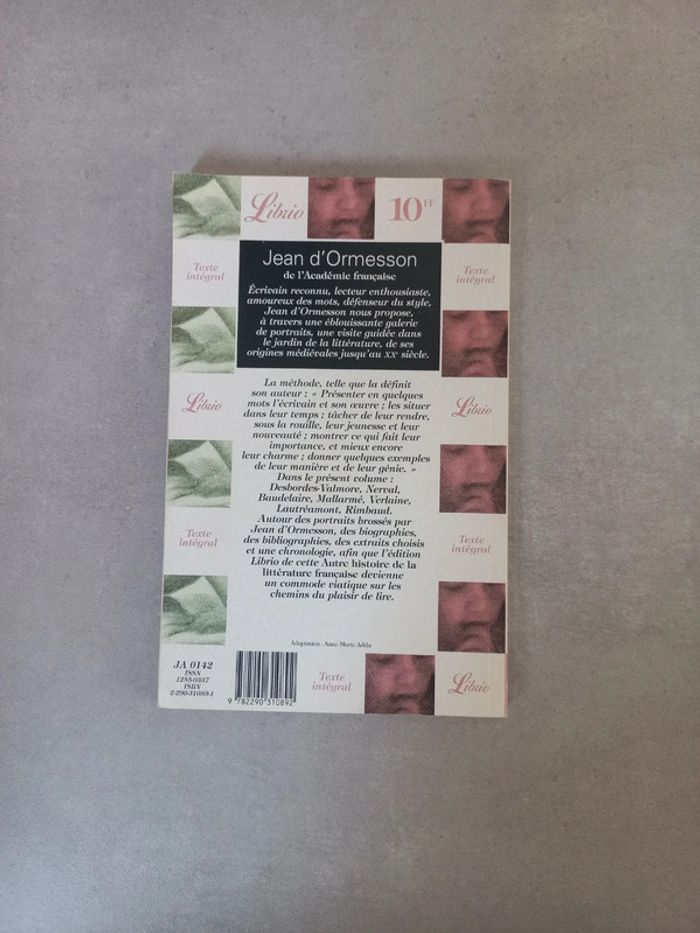 Librio
10FF
Texte
intégral
Jean d'Ormesson
de l'Académie française
Texte
intégral
Écrivain reconnu, lecteur enthousiaste,
amoureux des mots, défenseur du style,
Jean d'Ormesson nous propose,
à travers une éblouissante galerie
de portraits, une visite guidée dans
le jardin de la littérature, de ses
origines médiévales jusqu'au XXe siècle.
Librio
Librio
La méthode, telle que la définit
son auteur : « Présenter en quelques
mots l'écrivain et son œuvre ; les situer
dans leur temps ; tâcher de leur rendre,
sous la rouille, leur jeunesse et leur
nouveauté ; montrer ce qui fait leur
importance, et mieux encore
leur charme ; donner quelques exemples
de leur manière et de leur génie. »
Dans le présent volume :
Desbordes-Valmore, Nerval,
Baudelaire, Mallarmé, Verlaine,
Lautréamont, Rimbaud.
Autour des portraits brossés par
Jean d'Ormesson, des biographies,
des bibliographies, des extraits choisis
et une chronologie, afin que l'édition
Librio de cette Autre histoire de la
littérature française devienne
un commode viatique sur les
chemins du plaisir de lire.
Texte
intégral
Texte
intégral
Adaptation : Anne-Marie Adda
JA 0142
ISSN
1255-0337
ISBN
2-290-31089-1
9 782290 310892
Texte
intégral
Librio